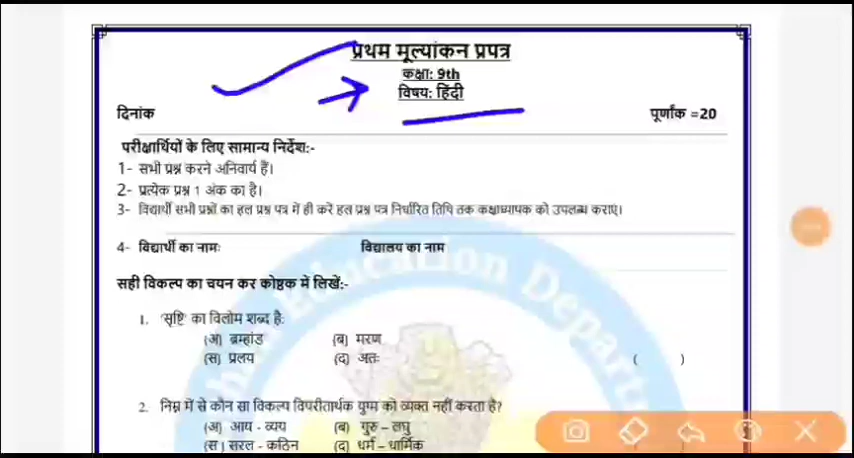 प्रथम मूल्यांकन प्रपत्र
कक्षा: 9th
विषय: हिंदी
दिनांक पूर्णांक =20
परीक्षार्थियों के लिए सामान्य निर्देश:-
1- सभी प्रश्न करने अनिवार्य हैं।
2- प्रत्येक प्रश्न 1 अंक का है।
3- विद्यार्थी सभी प्रश्नों का हल प्रश्न पत्र में ही करें हल प्रश्न पत्र निर्धारित तिथि तक कक्षाध्यापक को उपलब्ध कराए।
4- विद्यार्थी का नामः विद्यालय का नाम
सही विकल्प का चयन कर कोष्ठक में लिखें:-
1. 'सृष्टि' का विलोम शब्द है:
(अ) ब्रम्हांड (ब) मरण
(स) प्रलय (द) अतः ( )
2. निम्न में से कौन सा विकल्प विपरीतार्थक युग्म को व्यक्त नहीं करता है?
(अ) आय - व्यय (ब) गुरु – लघु
(स) सरल - कठिन (द) धर्म – धार्मिक
Education Depart